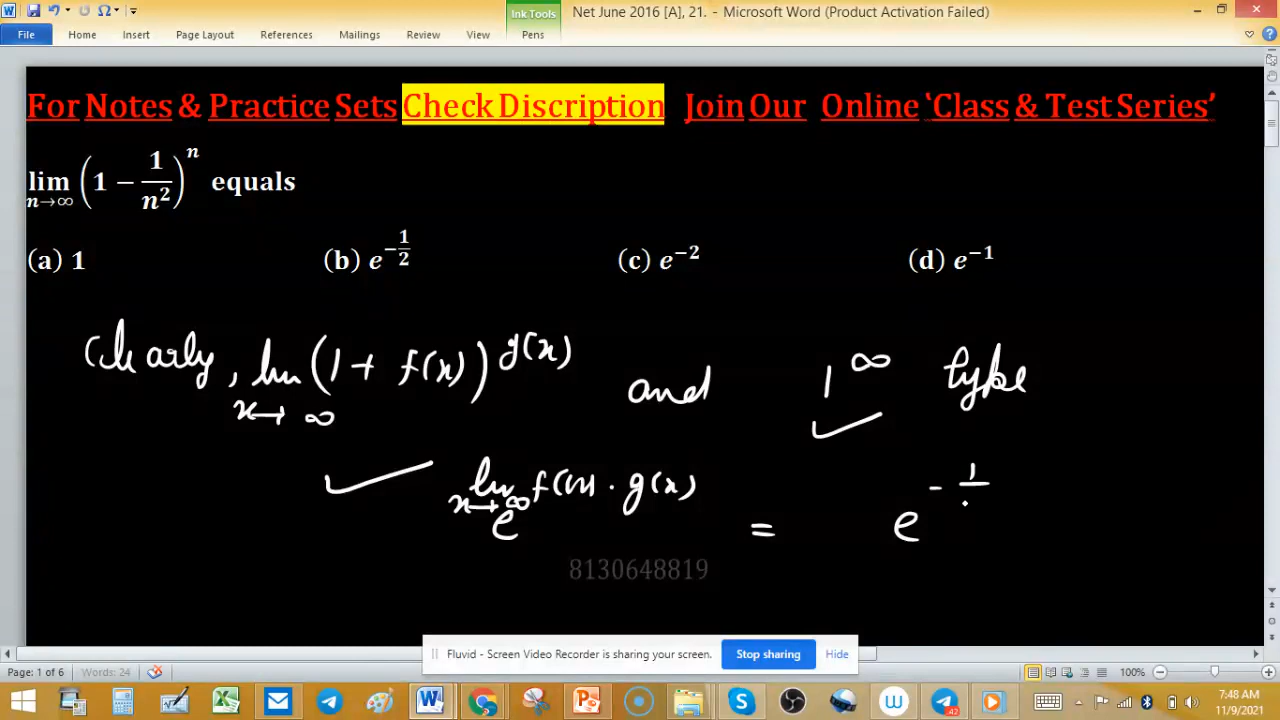 Ink Tools
Net June 2016 [A], 21. - Microsoft Word (Product Activation Failed)
File Home Insert Page Layout References Mailings Review View Pens
For Notes & Practice Sets Check Discription Join Our Online 'Class & Test Series'
lim n→∞ (1 − 1/n²)^n equals
(a) 1 (b) e^(−1/2) (c) e^(−2) (d) e^(−1)
Clearly, lim x→∞ (1 + f(x))^g(x) and 1^∞ type
e^(lim x→∞ f(x) · g(x)) = e^(-1/
8130648819
Fluvid - Screen Video Recorder is sharing your screen. Stop sharing Hide
Page: 1 of 6 Words: 24 100%
7:48 AM
11/9/2021